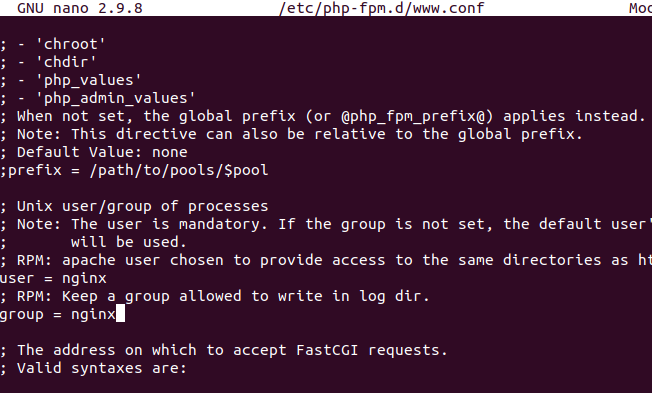 GNU nano 2.9.8 /etc/php-fpm.d/www.conf Mod
; - 'chroot'
; - 'chdir'
; - 'php_values'
; - 'php_admin_values'
; When not set, the global prefix (or @php_fpm_prefix@) applies instead.
; Note: This directive can also be relative to the global prefix.
; Default Value: none
;prefix = /path/to/pools/$pool
; Unix user/group of processes
; Note: The user is mandatory. If the group is not set, the default user'
; will be used.
; RPM: apache user chosen to provide access to the same directories as ht
user = nginx
; RPM: Keep a group allowed to write in log dir.
group = nginx
; The address on which to accept FastCGI requests.
; Valid syntaxes are: